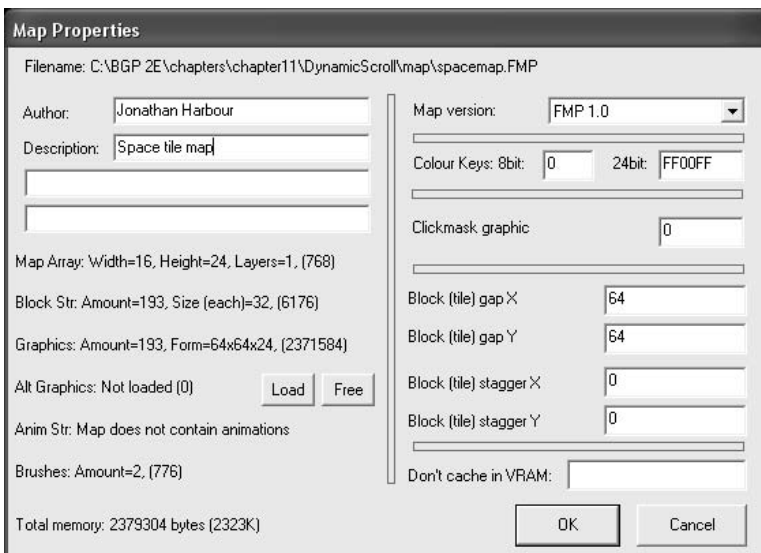 Map Properties
Filename: C:\BGP 2E\chapters\chapter11\DynamicScroll\map\spacemap.FMP
Author: Jonathan Harbour
Description: Space tile map
Map Array: Width=16, Height=24, Layers=1, (768)
Block Str: Amount=193, Size (each)=32, (6176)
Graphics: Amount=193, Form=64x64x24, (2371584)
Alt Graphics: Not loaded (0) Load Free
Anim Str: Map does not contain animations
Brushes: Amount=2, (776)
Total memory: 2379304 bytes (2323K)
Map version: FMP 1.0
Colour Keys: 8bit: 0 24bit: FF00FF
Clickmask graphic 0
Block (tile) gap X 64
Block (tile) gap Y 64
Block (tile) stagger X 0
Block (tile) stagger Y 0
Don't cache in VRAM:
OK Cancel